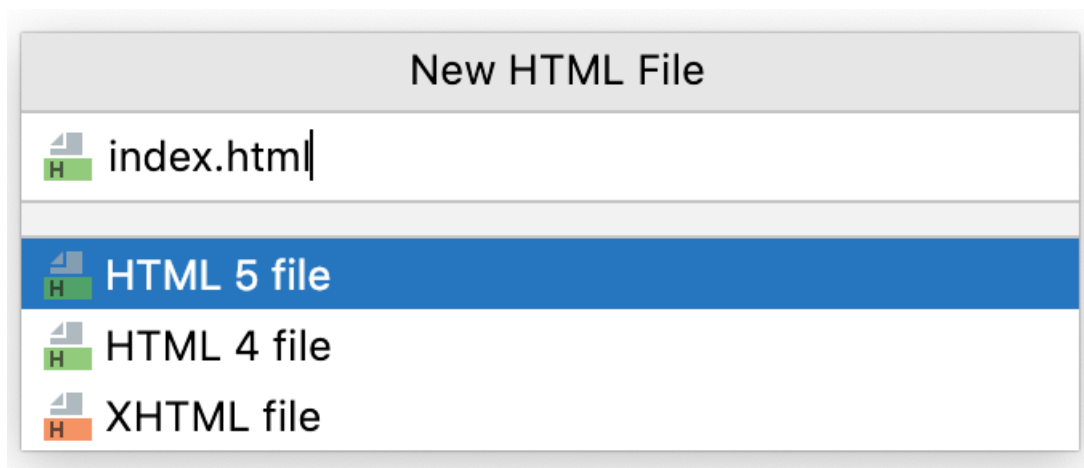 New HTML File
H index.html
H HTML 5 file
H HTML 4 file
H XHTML file